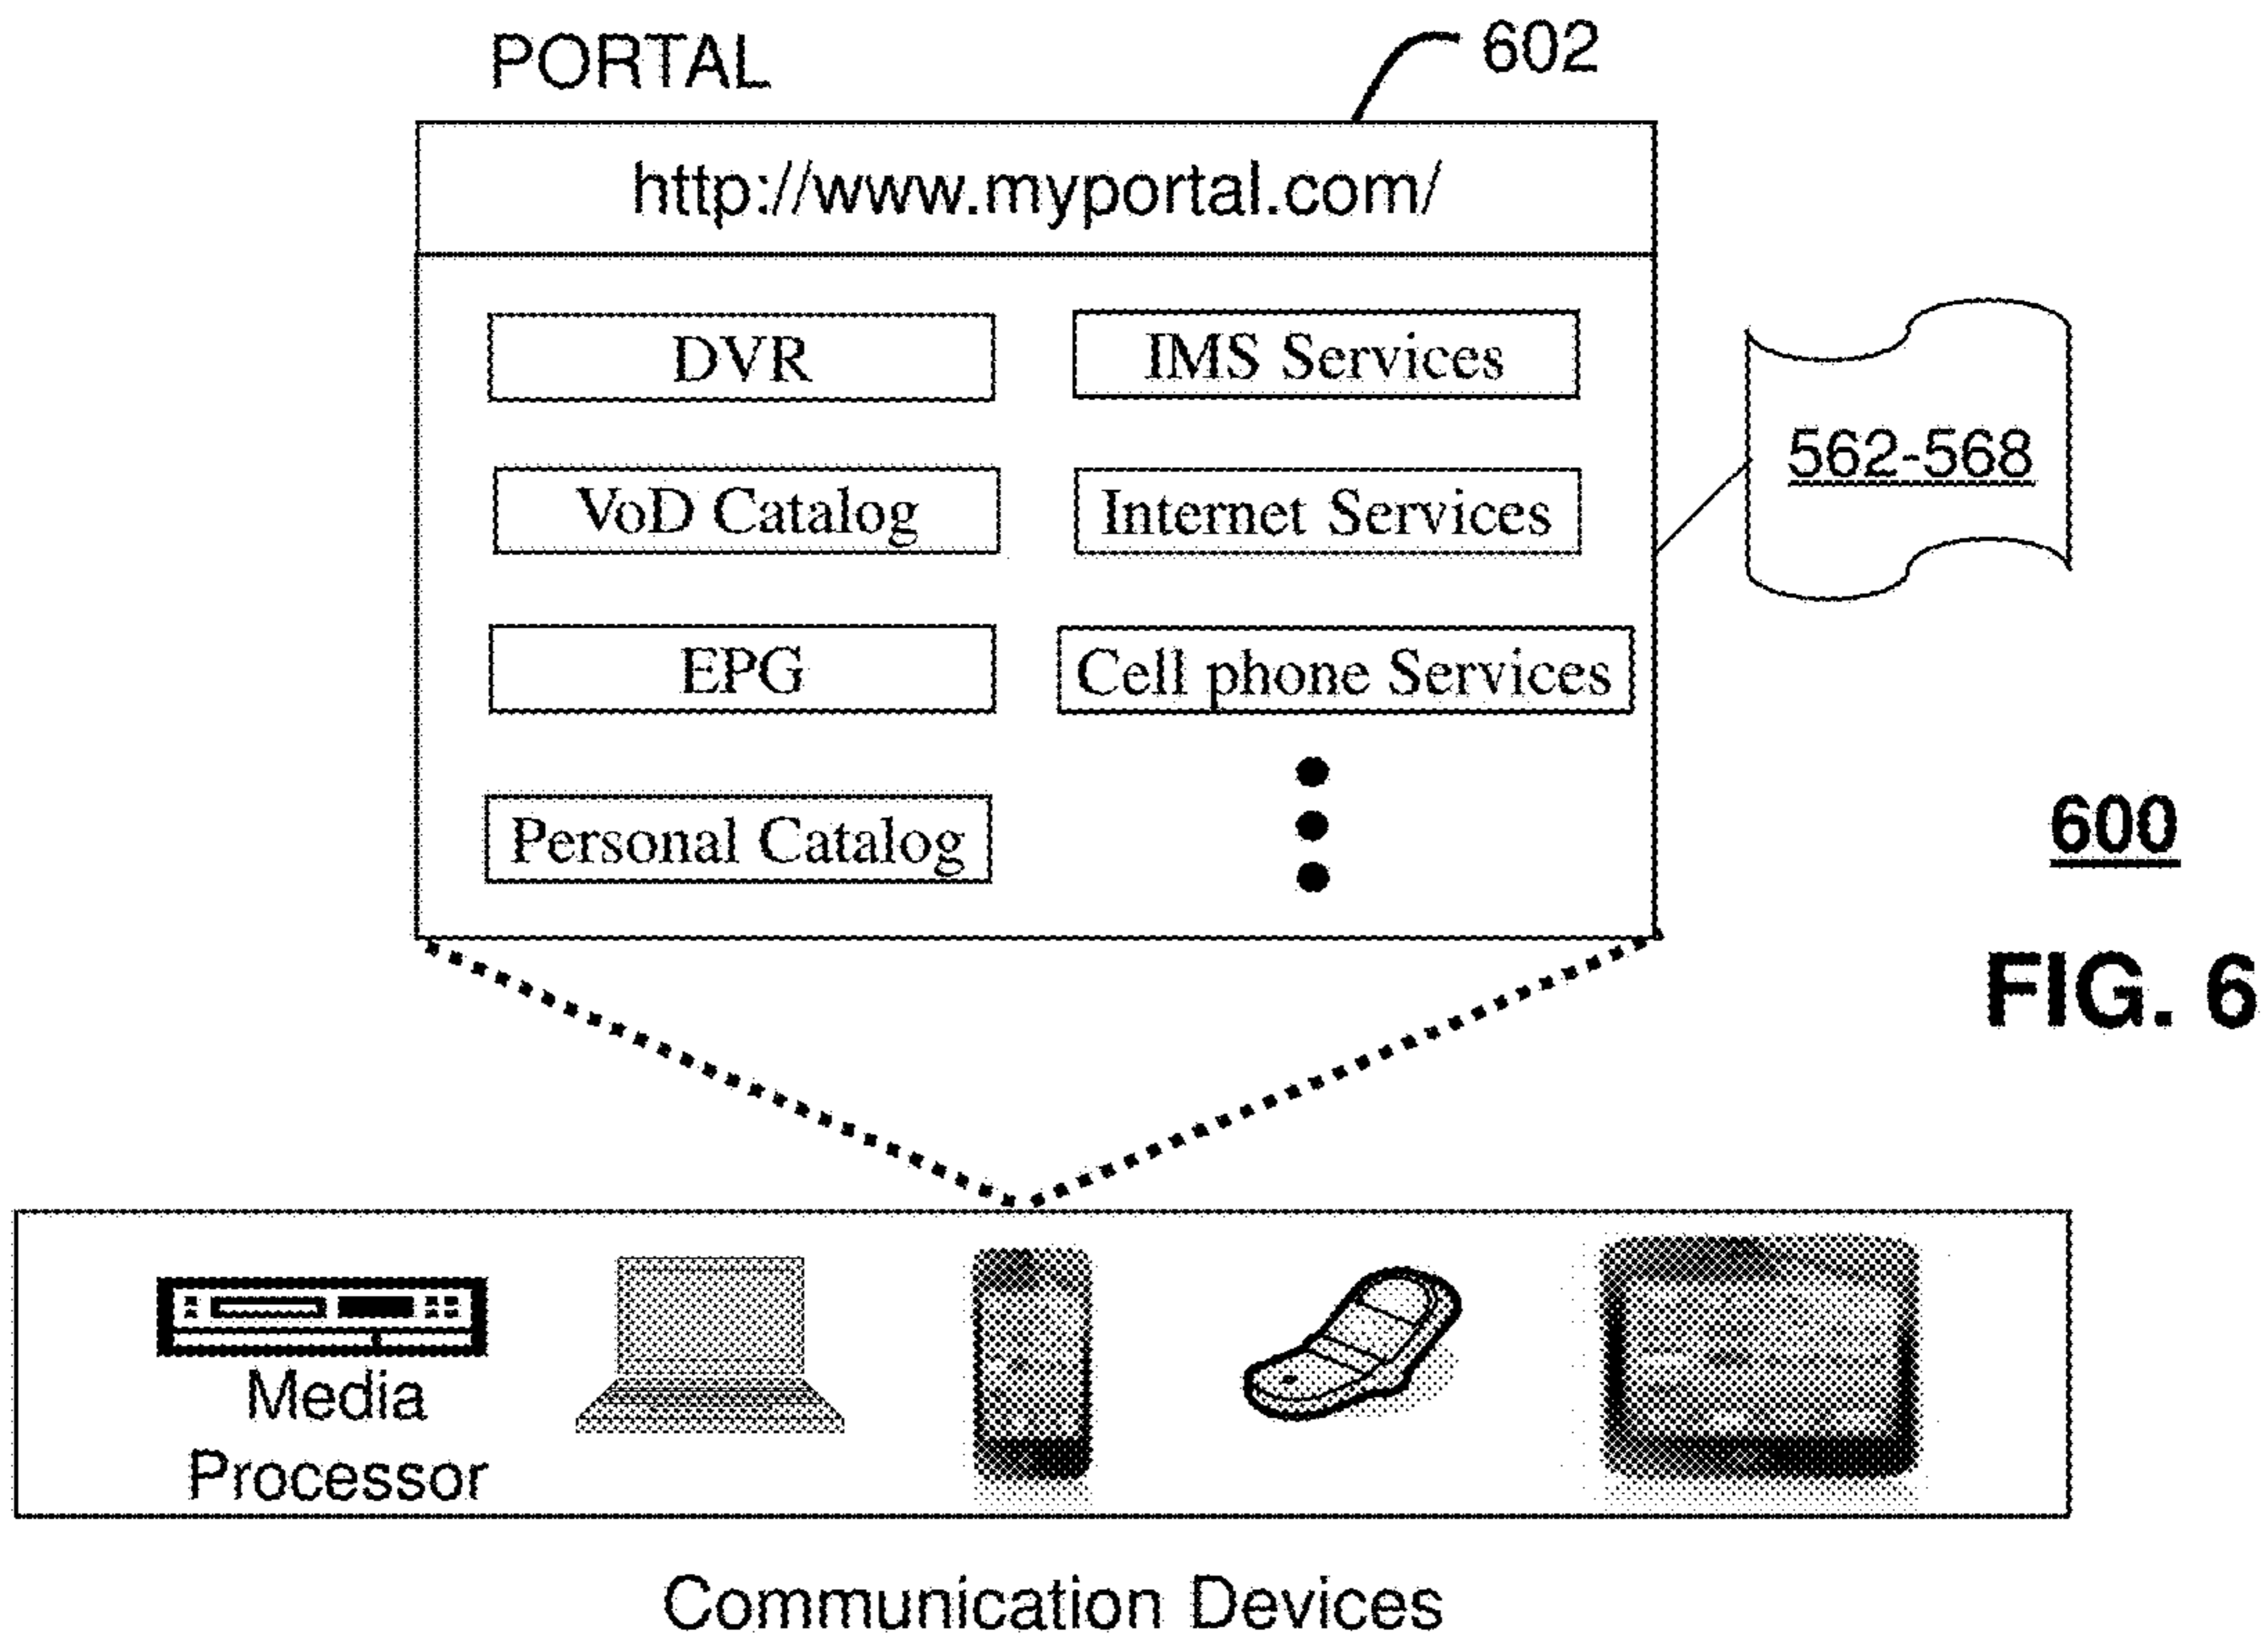 PORTAL
602
http://www.myportal.com/
DVR
IMS Services
562-568
VoD Catalog
Internet Services
EPG
Cell phone Services
Personal Catalog
600
FIG. 6
Media
Processor
Communication Devices